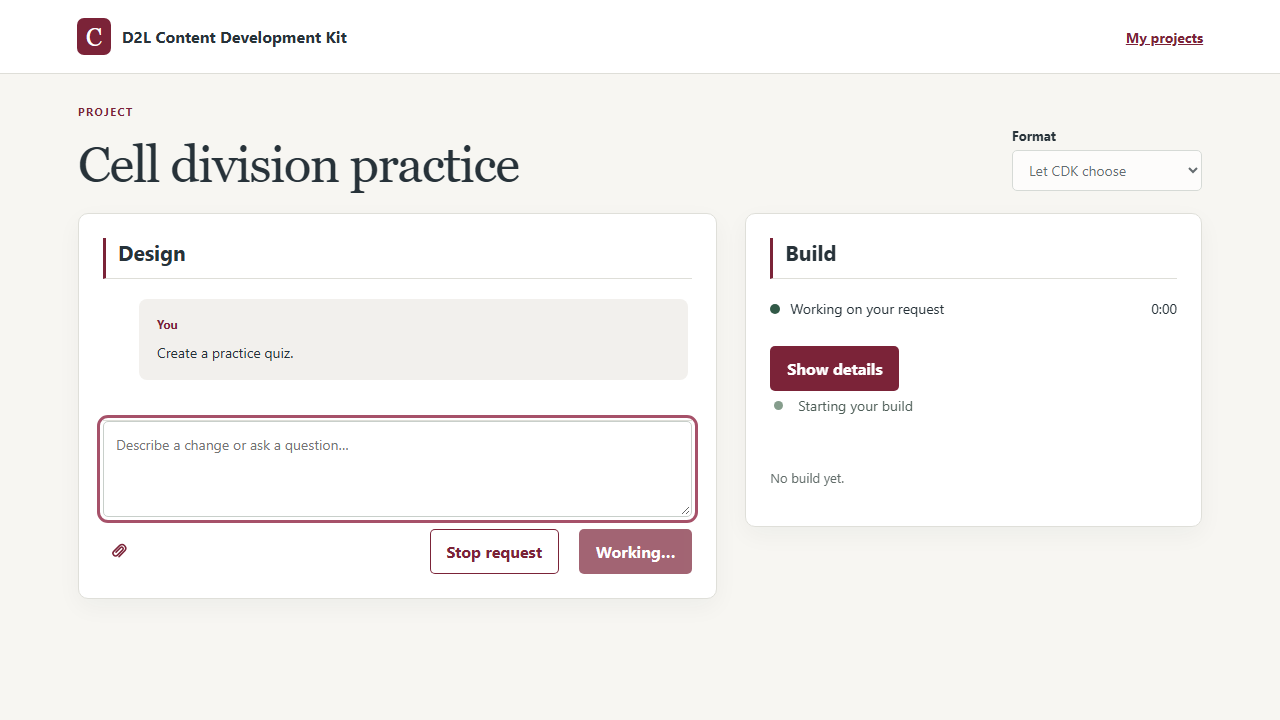 C D2L Content Development Kit
My projects
PROJECT
Cell division practice
Format
Let CDK choose
Design
You
Create a practice quiz.
Describe a change or ask a question...
Stop request
Working...
Build
Working on your request 0:00
Show details
Starting your build
No build yet.